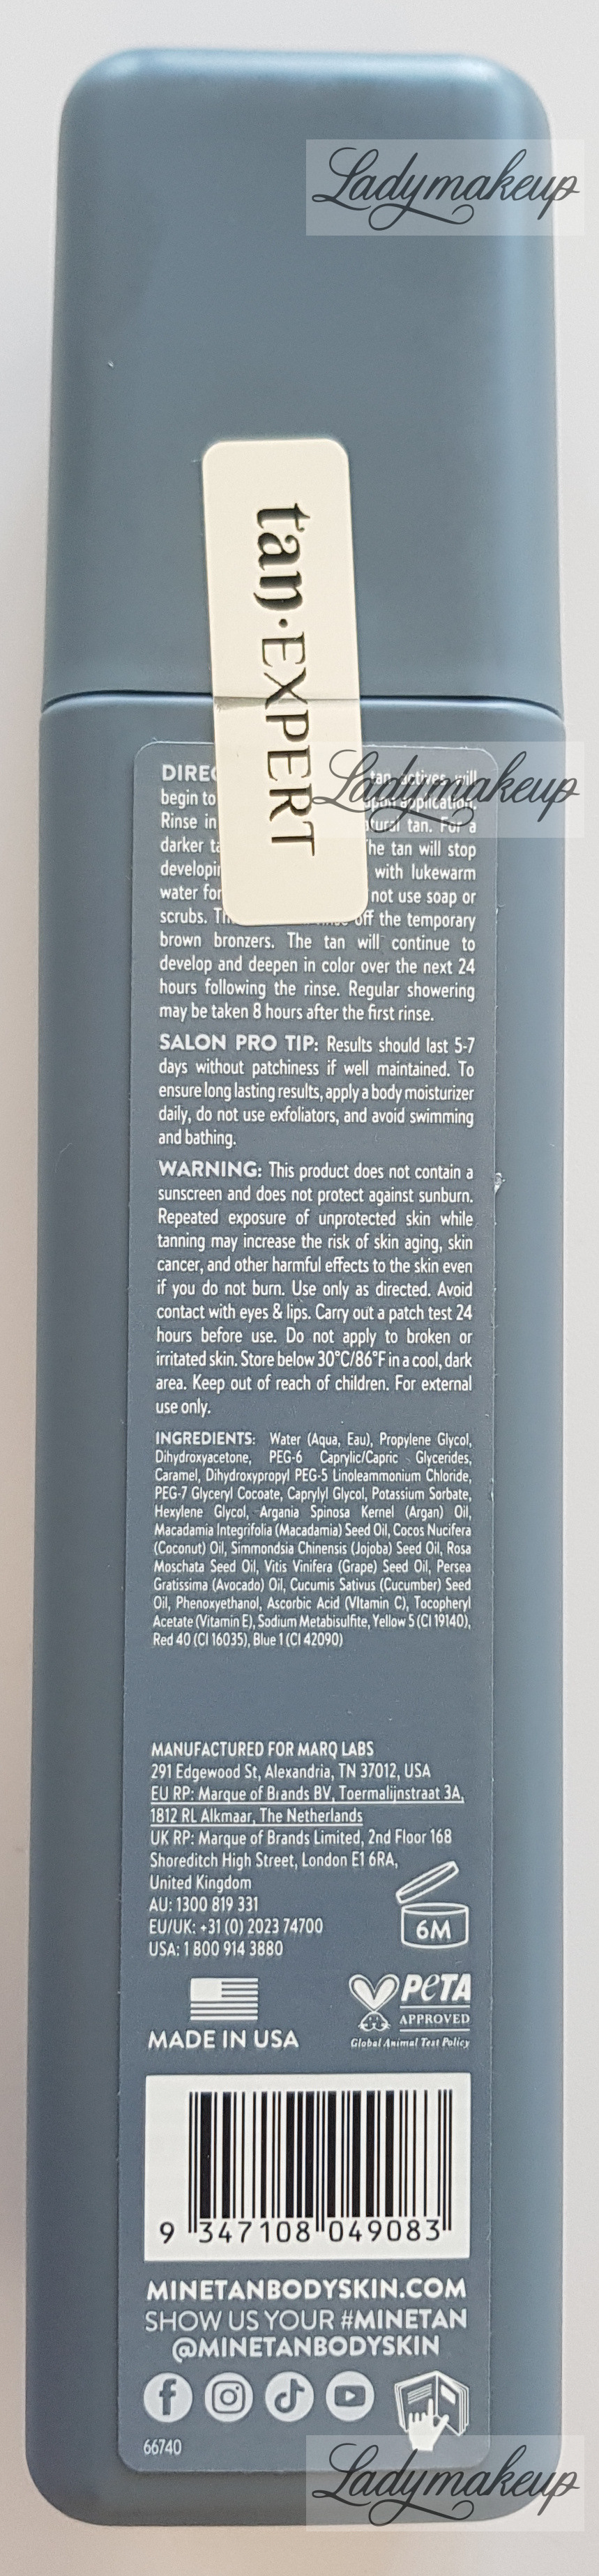 Ladymakeup
tan•EXPERT
DIREC tan actives will
begin to upon application.
Rinse in tural tan. For a
darker ta he tan will stop
developi with lukewarm
water for not use soap or
scrubs. Th off the temporary
brown bronzers. The tan will continue to
develop and deepen in color over the next 24
hours following the rinse. Regular showering
may be taken 8 hours after the first rinse.
Ladymakeup
SALON PRO TIP: Results should last 5-7
days without patchiness if well maintained. To
ensure long lasting results, apply a body moisturizer
daily, do not use exfoliators, and avoid swimming
and bathing.
WARNING: This product does not contain a
sunscreen and does not protect against sunburn.
Repeated exposure of unprotected skin while
tanning may increase the risk of skin aging, skin
cancer, and other harmful effects to the skin even
if you do not burn. Use only as directed. Avoid
contact with eyes & lips. Carry out a patch test 24
hours before use. Do not apply to broken or
irritated skin. Store below 30°C/86°F in a cool, dark
area. Keep out of reach of children. For external
use only.
INGREDIENTS: Water (Aqua, Eau), Propylene Glycol,
Dihydroxyacetone, PEG-6 Caprylic/Capric Glycerides,
Caramel, Dihydroxypropyl PEG-5 Linoleammonium Chloride,
PEG-7 Glyceryl Cocoate, Caprylyl Glycol, Potassium Sorbate,
Hexylene Glycol, Argania Spinosa Kernel (Argan) Oil,
Macadamia Integrifolia (Macadamia) Seed Oil, Cocos Nucifera
(Coconut) Oil, Simmondsia Chinensis (Jojoba) Seed Oil, Rosa
Moschata Seed Oil, Vitis Vinifera (Grape) Seed Oil, Persea
Gratissima (Avocado) Oil, Cucumis Sativus (Cucumber) Seed
Oil, Phenoxyethanol, Ascorbic Acid (VItamin C), Tocopheryl
Acetate (Vitamin E), Sodium Metabisulfite, Yellow 5 (CI 19140),
Red 40 (CI 16035), Blue 1 (CI 42090)
MANUFACTURED FOR MARQ LABS
291 Edgewood St, Alexandria, TN 37012, USA
EU RP: Marque of Brands BV, Toermalijnstraat 3A,
1812 RL Alkmaar, The Netherlands
UK RP: Marque of Brands Limited, 2nd Floor 168
Shoreditch High Street, London E1 6RA,
United Kingdom
AU: 1300 819 331
EU/UK: +31 (0) 2023 74700
USA: 1 800 914 3880
6M
PETA
APPROVED
Global Animal Test Policy
MADE IN USA
9 347108 049083
MINETANBODYSKIN.COM
SHOW US YOUR #MINETAN
@MINETANBODYSKIN
66740
Ladymakeup